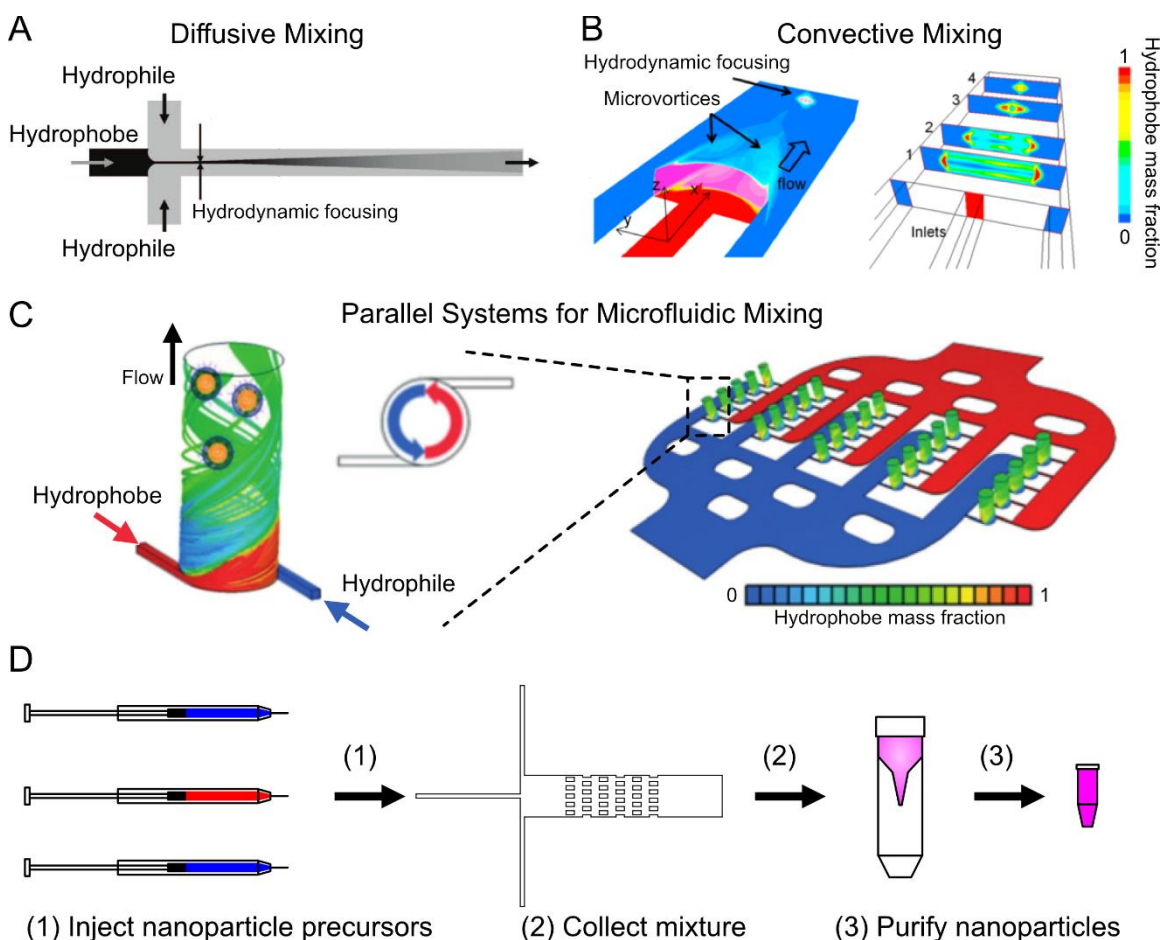 A
Diffusive Mixing
Hydrophile
Hydrophobe
Hydrodynamic focusing
Hydrophile
B
Convective Mixing
Hydrodynamic focusing
Microvortices
flow
z
x
y
4
3
2
1
Inlets
1
0
Hydrophobe mass fraction
C
Parallel Systems for Microfluidic Mixing
Flow
Hydrophobe
Hydrophile
0
1
Hydrophobe mass fraction
D
(1)
(2)
(3)
(1) Inject nanoparticle precursors
(2) Collect mixture
(3) Purify nanoparticles